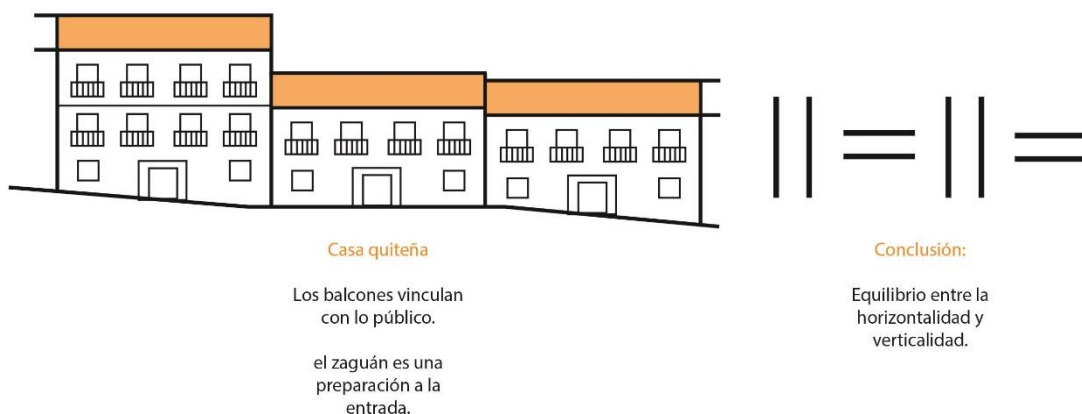 Casa quiteña
Los balcones vinculan
con lo público.
el zaguán es una
preparación a la
entrada.
Conclusión:
Equilibrio entre la
horizontalidad y
verticalidad.